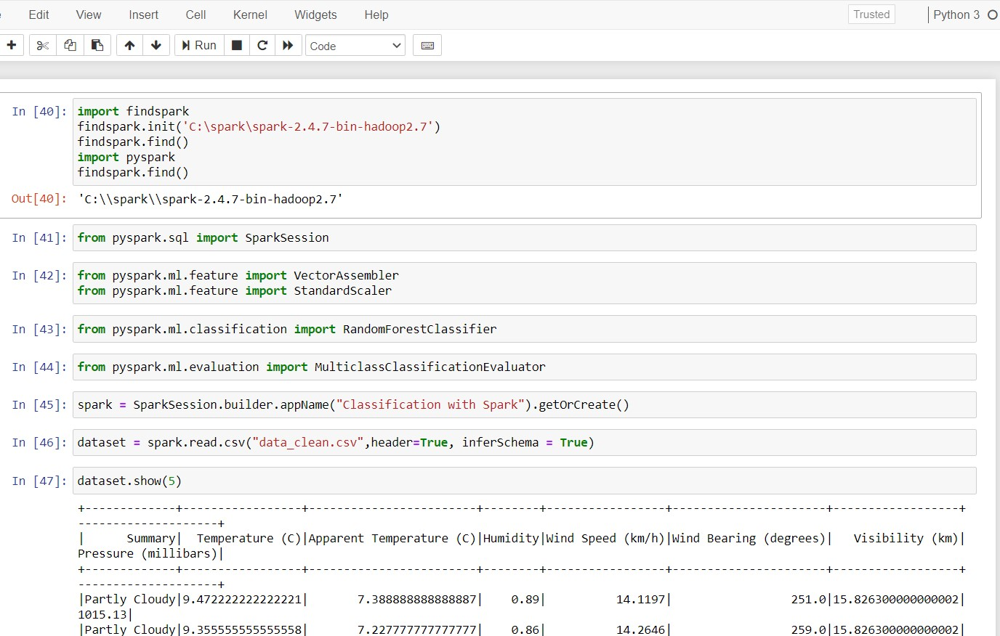 Edit View Insert Cell Kernel Widgets Help Trusted Python 3
Run Code
In [40]: import findspark
findspark.init('C:\spark\spark-2.4.7-bin-hadoop2.7')
findspark.find()
import pyspark
findspark.find()
Out[40]: 'C:\\spark\\spark-2.4.7-bin-hadoop2.7'
In [41]: from pyspark.sql import SparkSession
In [42]: from pyspark.ml.feature import VectorAssembler
from pyspark.ml.feature import StandardScaler
In [43]: from pyspark.ml.classification import RandomForestClassifier
In [44]: from pyspark.ml.evaluation import MulticlassClassificationEvaluator
In [45]: spark = SparkSession.builder.appName("Classification with Spark").getOrCreate()
In [46]: dataset = spark.read.csv("data_clean.csv",header=True, inferSchema = True)
In [47]: dataset.show(5)
+-------------+-----------------+------------------------+--------+-----------------+----------------------+------------------+
--------------------+
|      Summary|  Temperature (C)|Apparent Temperature (C)|Humidity|Wind Speed (km/h)|Wind Bearing (degrees)|   Visibility (km)|
Pressure (millibars)|
+-------------+-----------------+------------------------+--------+-----------------+----------------------+------------------+
--------------------+
|Partly Cloudy|9.472222222222221|       7.388888888888887|    0.89|          14.1197|                 251.0|15.826300000000002|
1015.13|
|Partly Cloudy|9.355555555555558|       7.227777777777777|    0.86|          14.2646|                 259.0|15.826300000000002|